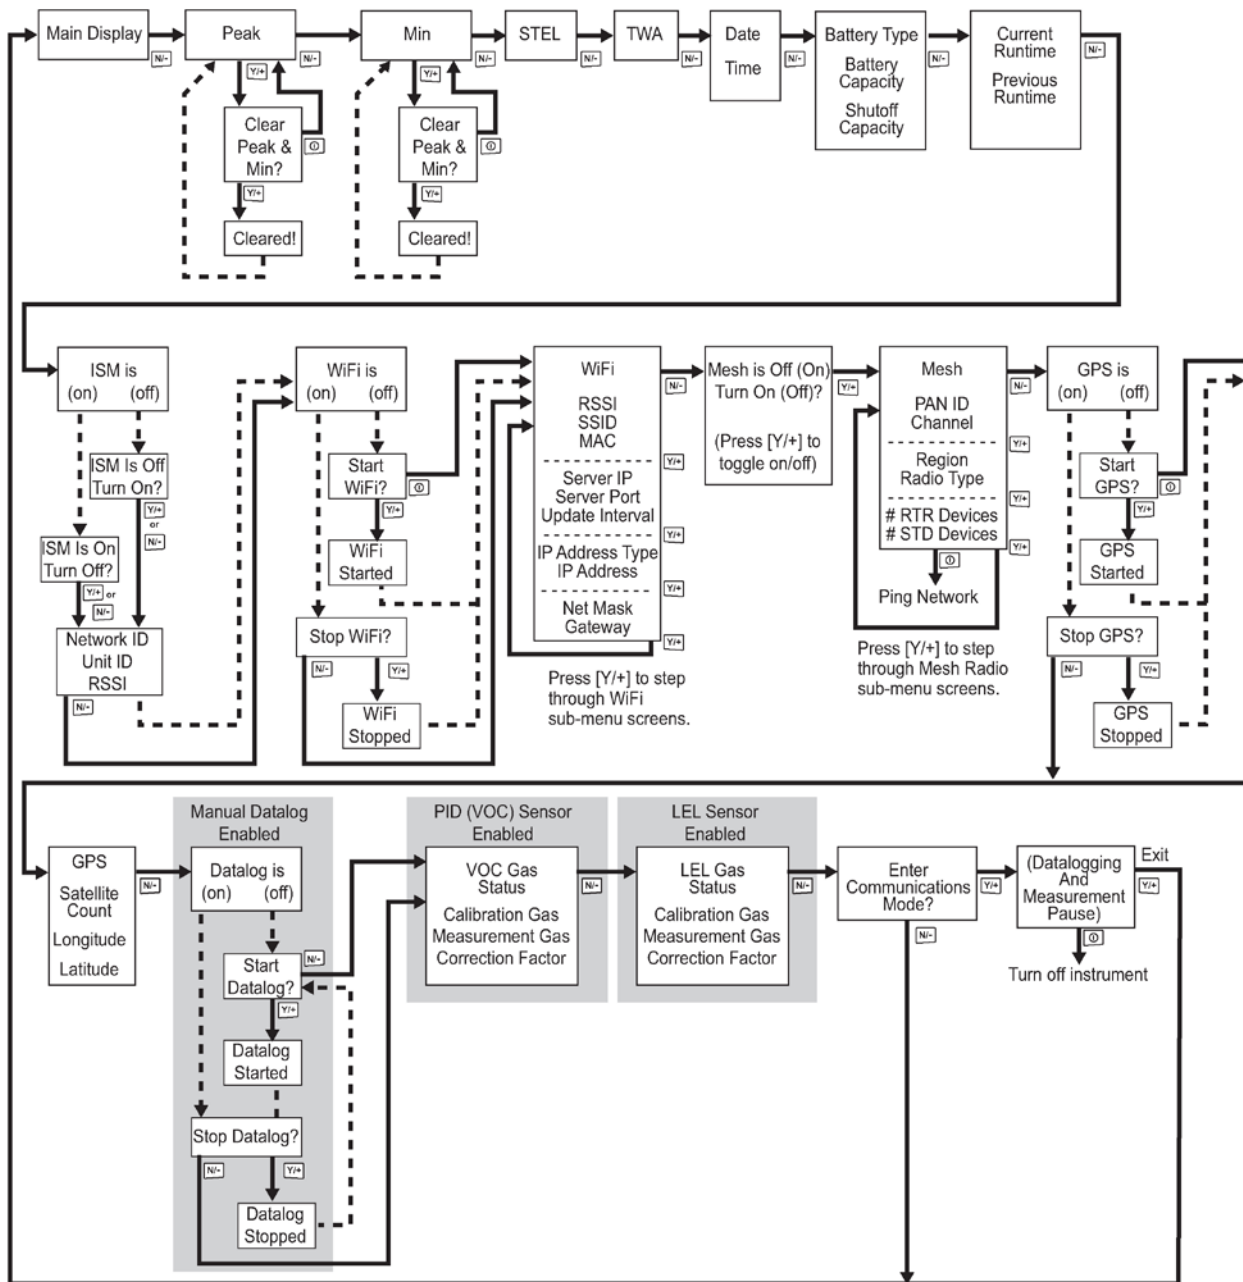 Main Display
N/-
Peak
N/-
Y/+
Clear
Peak &
Min?
Y/+
Cleared!
Min
N/-
Y/+
Clear
Peak &
Min?
Y/+
Cleared!
STEL
N/-
TWA
N/-
Date
Time
N/-
Battery Type
Battery
Capacity
Shutoff
Capacity
N/-
Current
Runtime
Previous
Runtime
N/-
ISM is
(on) (off)
ISM Is Off
Turn On?
Y/+
or
N/-
ISM Is On
Turn Off?
Y/+ or
N/-
Network ID
Unit ID
RSSI
N/-
WiFi is
(on) (off)
Start
WiFi?
Y/+
WiFi
Started
Stop WiFi?
N/-
Y/+
WiFi
Stopped
WiFi
N/-
RSSI
SSID
MAC
Y/+
Server IP
Server Port
Update Interval
Y/+
IP Address Type
IP Address
Y/+
Net Mask
Gateway
Y/+
Press [Y/+] to step
through WiFi
sub-menu screens.
Mesh is Off (On)
Turn On (Off)?
Y/+
(Press [Y/+] to
toggle on/off)
Mesh
N/-
PAN ID
Channel
Y/+
Region
Radio Type
Y/+
# RTR Devices
# STD Devices
Y/+
Ping Network
Press [Y/+] to step
through Mesh Radio
sub-menu screens.
GPS is
(on) (off)
Start
GPS?
Y/+
GPS
Started
Stop GPS?
N/-
Y/+
GPS
Stopped
GPS
Satellite
Count
Longitude
Latitude
N/-
Manual Datalog
Enabled
Datalog is
(on) (off)
N/-
Start
Datalog?
Y/+
Datalog
Started
Stop Datalog?
N/-
Y/+
Datalog
Stopped
PID (VOC) Sensor
Enabled
VOC Gas
Status
N/-
Calibration Gas
Measurement Gas
Correction Factor
LEL Sensor
Enabled
LEL Gas
Status
N/-
Calibration Gas
Measurement Gas
Correction Factor
Enter
Communications
Mode?
Y/+
N/-
(Datalogging
And
Measurement
Pause)
Exit
Y/+
Turn off instrument